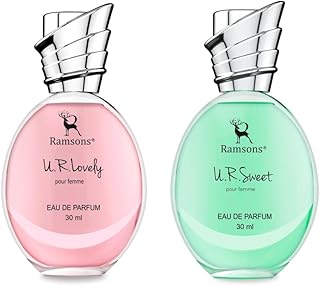 Ramsons®
U.R.Lovely
pour femme
EAU DE PARFUM
30 ml
Ramsons®
U.R.Sweet
pour femme
EAU DE PARFUM
30 ml